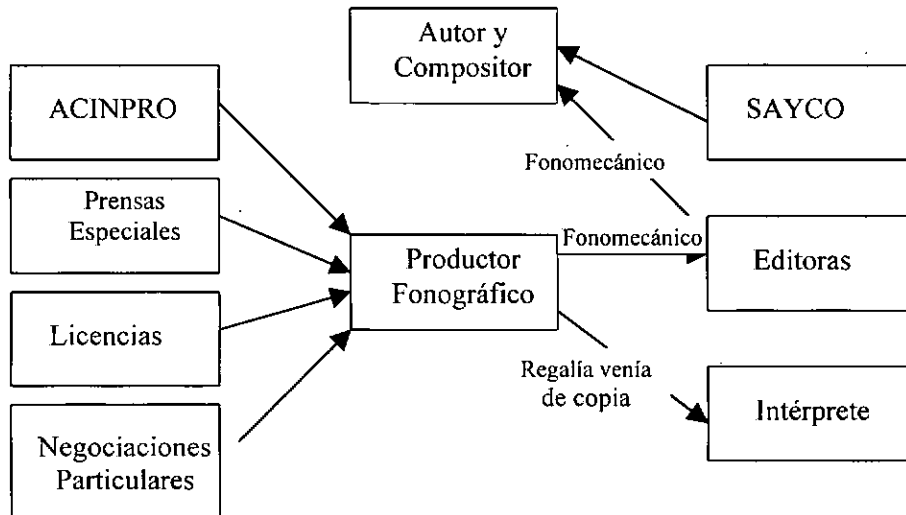 Autor y
Compositor
ACINPRO
SAYCO
Fonomecánico
Prensas
Especiales
Fonomecánico
Productor
Fonográfico
Editoras
Licencias
Regalía venía
de copia
Intérprete
Negociaciones
Particulares